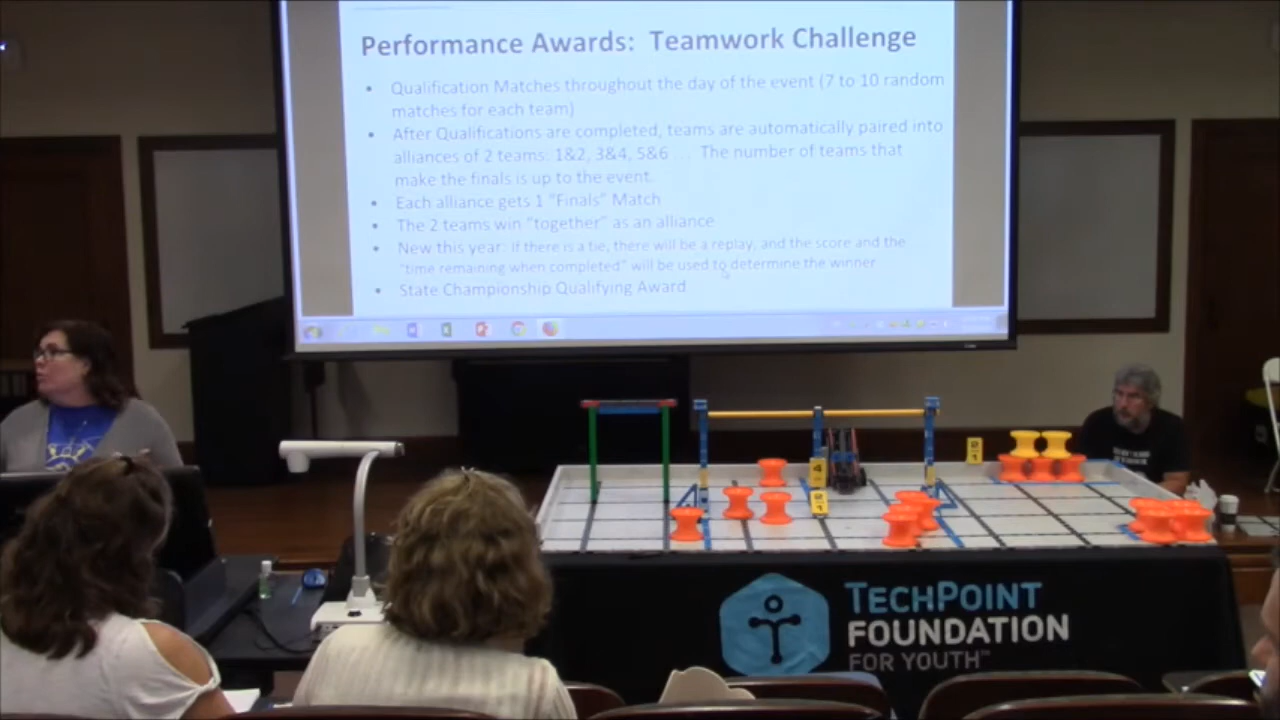 Performance Awards: Teamwork Challenge
• Qualification Matches throughout the day of the event (7 to 10 random
matches for each team)
• After Qualifications are completed, teams are automatically paired into
alliances of 2 teams: 1&2, 3&4, 5&6 ... The number of teams that
make the finals is up to the event.
• Each alliance gets 1 "Finals" Match
• The 2 teams win "together" as an alliance
• New this year: if there is a tie, there will be a replay, and the score and the
"time remaining when completed" will be used to determine the winner
• State Championship Qualifying Award
4
1
1
TECHPOINT
FOUNDATION
FOR YOUTH™